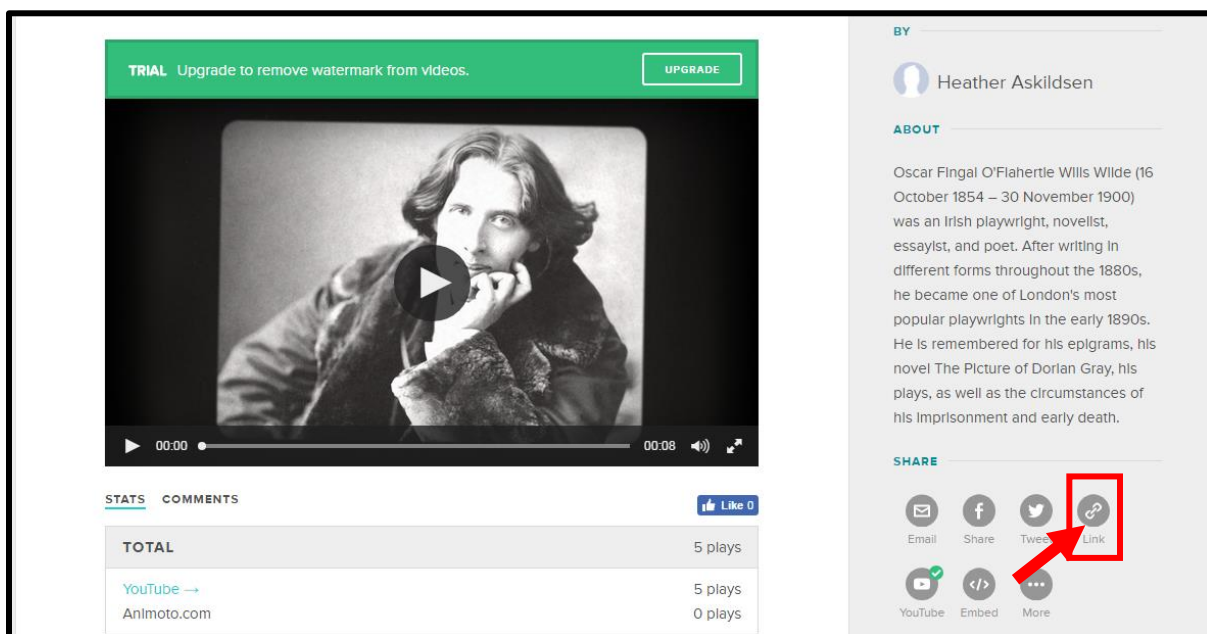 TRIAL Upgrade to remove watermark from videos.
UPGRADE
00:00
00:08
STATS COMMENTS
Like 0
TOTAL 5 plays
YouTube → 5 plays
Animoto.com 0 plays
BY
Heather Askildsen
ABOUT
Oscar Fingal O'Flahertie Wills Wilde (16
October 1854 – 30 November 1900)
was an Irish playwright, novelist,
essayist, and poet. After writing in
different forms throughout the 1880s,
he became one of London's most
popular playwrights in the early 1890s.
He is remembered for his epigrams, his
novel The Picture of Dorian Gray, his
plays, as well as the circumstances of
his imprisonment and early death.
SHARE
Email Share Tweet Link
YouTube Embed More